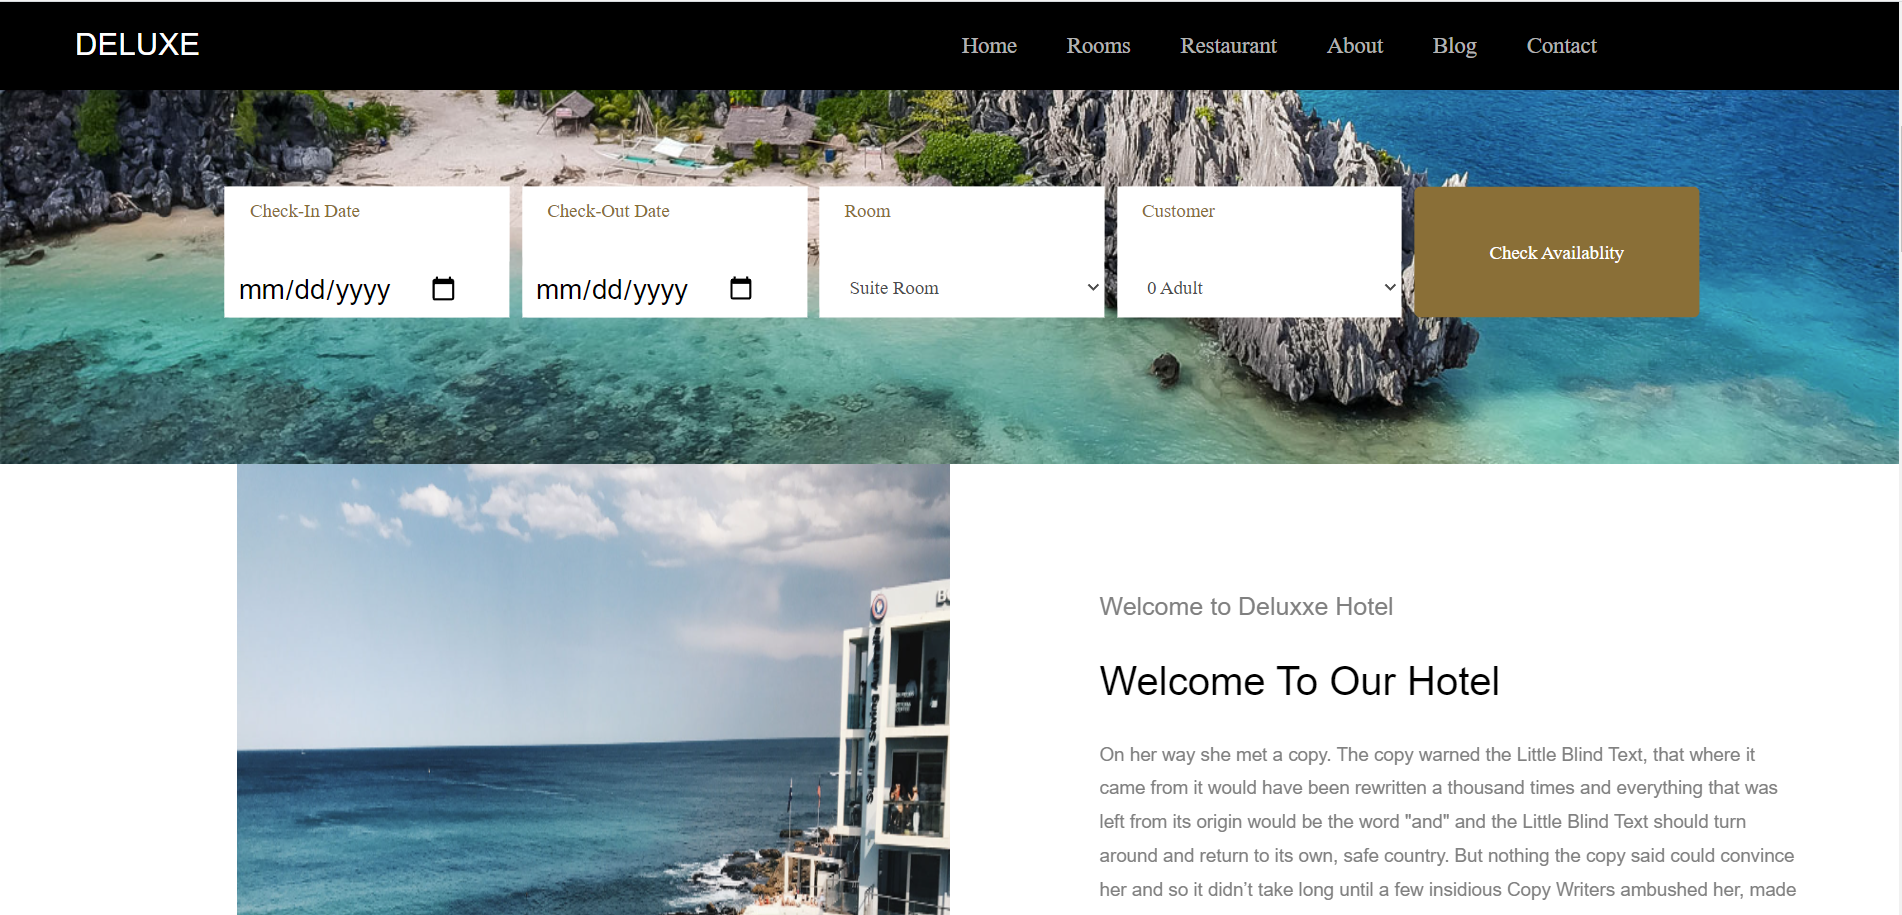 DELUXE
Home Rooms Restaurant About Blog Contact
Check-In Date
mm/dd/yyyy
Check-Out Date
mm/dd/yyyy
Room
Suite Room
Customer
0 Adult
Check Availablity
Welcome to Deluxxe Hotel
Welcome To Our Hotel
On her way she met a copy. The copy warned the Little Blind Text, that where it
came from it would have been rewritten a thousand times and everything that was
left from its origin would be the word "and" and the Little Blind Text should turn
around and return to its own, safe country. But nothing the copy said could convince
her and so it didn’t take long until a few insidious Copy Writers ambushed her, made